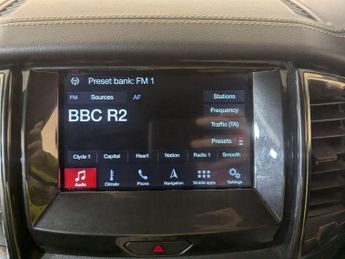 Preset bank: FM 1
FM Sources AF Stations
BBC R2
Frequency
Traffic (TA)
Presets
Clyde 1 Capital Heart Nation Radio 1 Smooth
Audio Climate Phone Navigation Mobile apps Settings